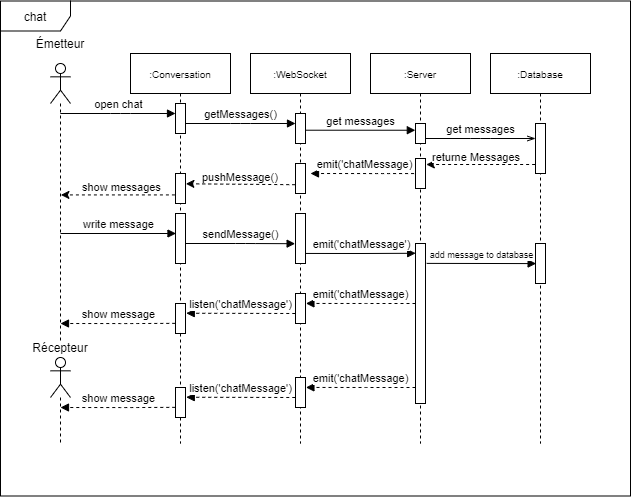 chat
Émetteur
:Conversation
:WebSocket
:Server
:Database
open chat
getMessages()
get messages
get messages
returne Messages
emit('chatMessage)
pushMessage()
show messages
write message
sendMessage()
emit('chatMessage')
add message to database
emit('chatMessage)
listen('chatMessage')
show message
Récepteur
emit('chatMessage)
listen('chatMessage')
show message